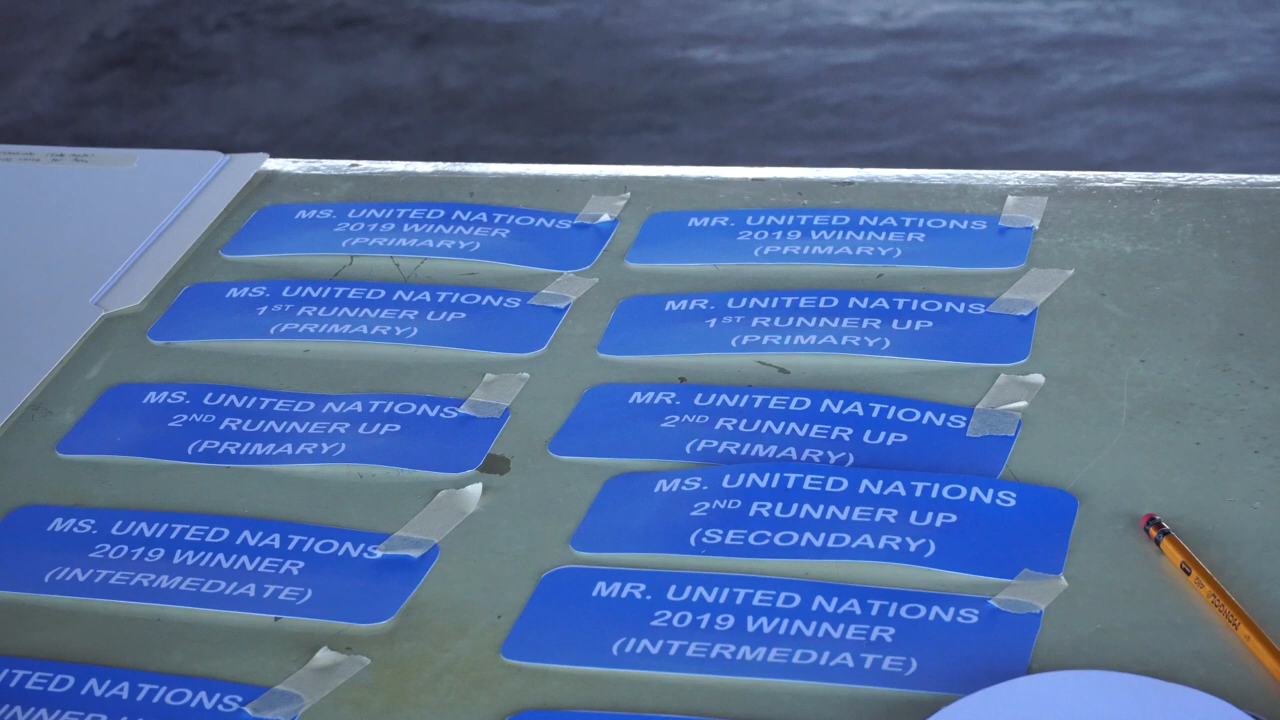 MS. UNITED NATIONS
2019 WINNER
(PRIMARY)
MR. UNITED NATIONS
2019 WINNER
(PRIMARY)
MS. UNITED NATIONS
1ST RUNNER UP
(PRIMARY)
MR. UNITED NATIONS
1ST RUNNER UP
(PRIMARY)
MS. UNITED NATIONS
2ND RUNNER UP
(PRIMARY)
MR. UNITED NATIONS
2ND RUNNER UP
(PRIMARY)
MS. UNITED NATIONS
2ND RUNNER UP
(SECONDARY)
MS. UNITED NATIONS
2019 WINNER
(INTERMEDIATE)
MR. UNITED NATIONS
2019 WINNER
(INTERMEDIATE)
NATIONS
MONGOL